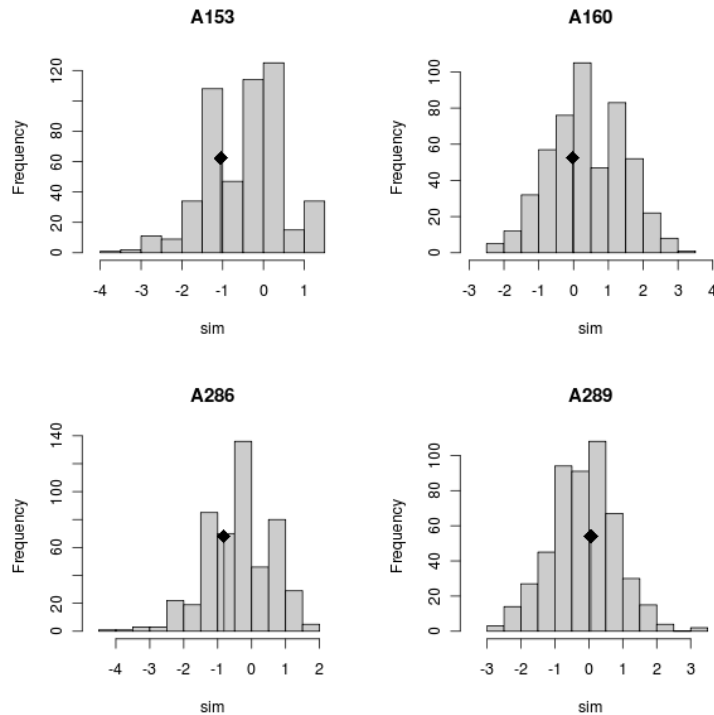 A153
Frequency
0 20 40 60 80 120
-4 -3 -2 -1 0 1
sim
A160
Frequency
0 20 40 60 80 100
-3 -2 -1 0 1 2 3 4
sim
A286
Frequency
0 20 60 100 140
-4 -3 -2 -1 0 1 2
sim
A289
Frequency
0 20 40 60 80 100
-3 -2 -1 0 1 2 3
sim